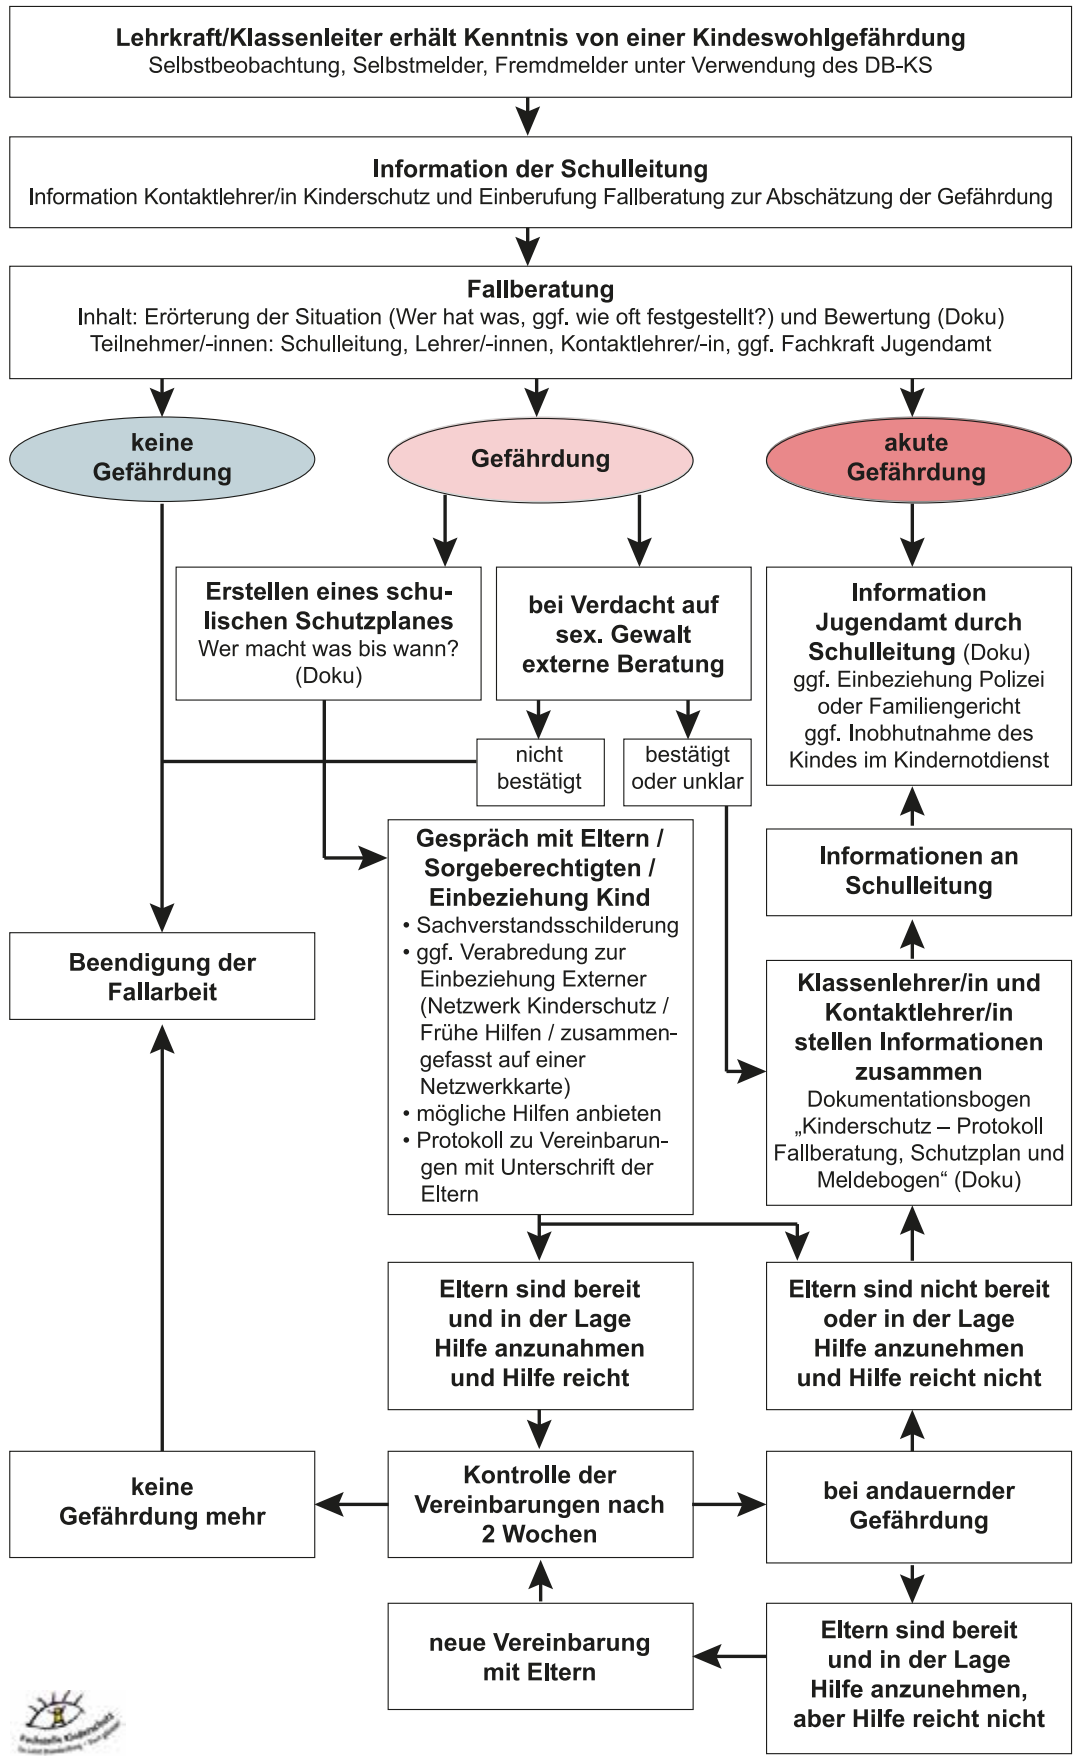 Lehrkraft/Klassenleiter erhält Kenntnis von einer Kindeswohlgefährdung
Selbstbeobachtung, Selbstmelder, Fremdmelder unter Verwendung des DB-KS
Information der Schulleitung
Information Kontaktlehrer/in Kinderschutz und Einberufung Fallberatung zur Abschätzung der Gefährdung
Fallberatung
Inhalt: Erörterung der Situation (Wer hat was, ggf. wie oft festgestellt?) und Bewertung (Doku)
Teilnehmer/-innen: Schulleitung, Lehrer/-innen, Kontaktlehrer/-in, ggf. Fachkraft Jugendamt
keine
Gefährdung
Gefährdung
akute
Gefährdung
Erstellen eines schu-
lischen Schutzplanes
Wer macht was bis wann?
(Doku)
bei Verdacht auf
sex. Gewalt
externe Beratung
Information
Jugendamt durch
Schulleitung (Doku)
ggf. Einbeziehung Polizei
oder Familiengericht
ggf. Inobhutnahme des
Kindes im Kindernotdienst
nicht
bestätigt
bestätigt
oder unklar
Gespräch mit Eltern /
Sorgeberechtigten /
Einbeziehung Kind
• Sachverstandsschilderung
• ggf. Verabredung zur
Einbeziehung Externer
(Netzwerk Kinderschutz /
Frühe Hilfen / zusammen-
gefasst auf einer
Netzwerkkarte)
• mögliche Hilfen anbieten
• Protokoll zu Vereinbarun-
gen mit Unterschrift der
Eltern
Informationen an
Schulleitung
Beendigung der
Fallarbeit
Klassenlehrer/in und
Kontaktlehrer/in
stellen Informationen
zusammen
Dokumentationsbogen
„Kinderschutz – Protokoll
Fallberatung, Schutzplan und
Meldebogen“ (Doku)
Eltern sind bereit
und in der Lage
Hilfe anzunahmen
und Hilfe reicht
Eltern sind nicht bereit
oder in der Lage
Hilfe anzunehmen
und Hilfe reicht nicht
keine
Gefährdung mehr
Kontrolle der
Vereinbarungen nach
2 Wochen
bei andauernder
Gefährdung
neue Vereinbarung
mit Eltern
Eltern sind bereit
und in der Lage
Hilfe anzunehmen,
aber Hilfe reicht nicht
Fachstelle Kinderschutz